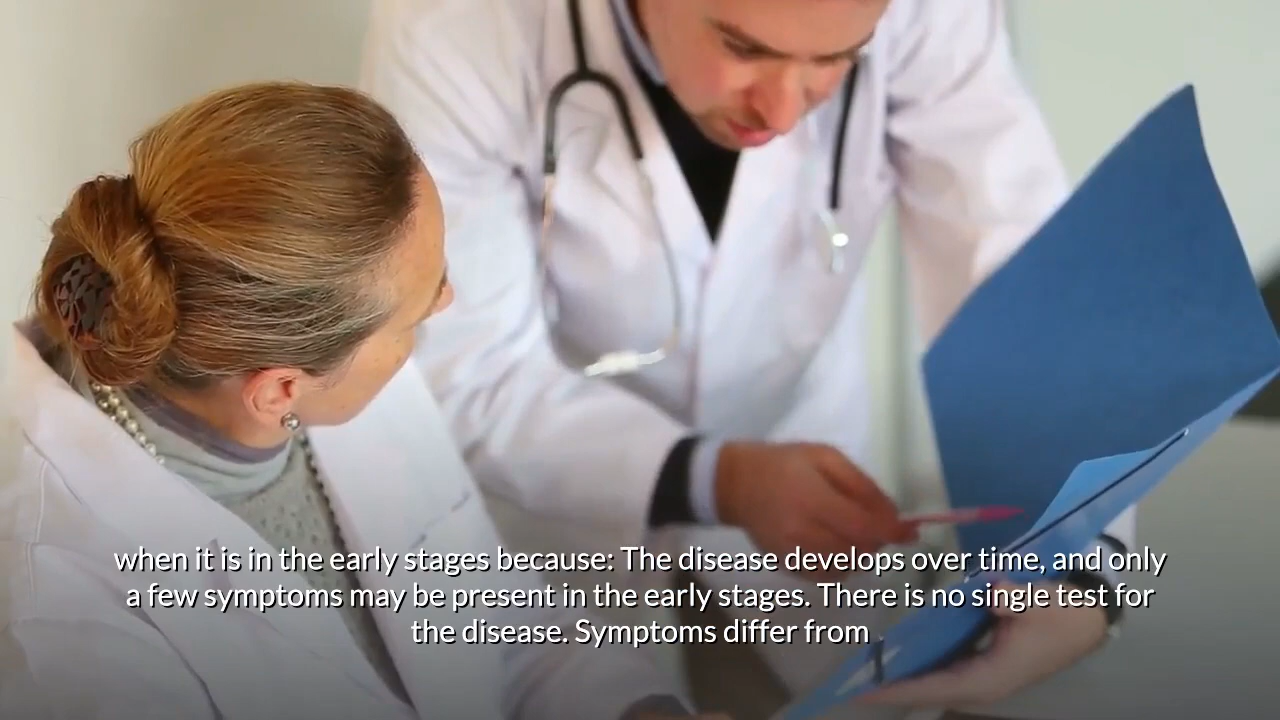 when it is in the early stages because: The disease develops over time, and only
a few symptoms may be present in the early stages. There is no single test for
the disease. Symptoms differ from